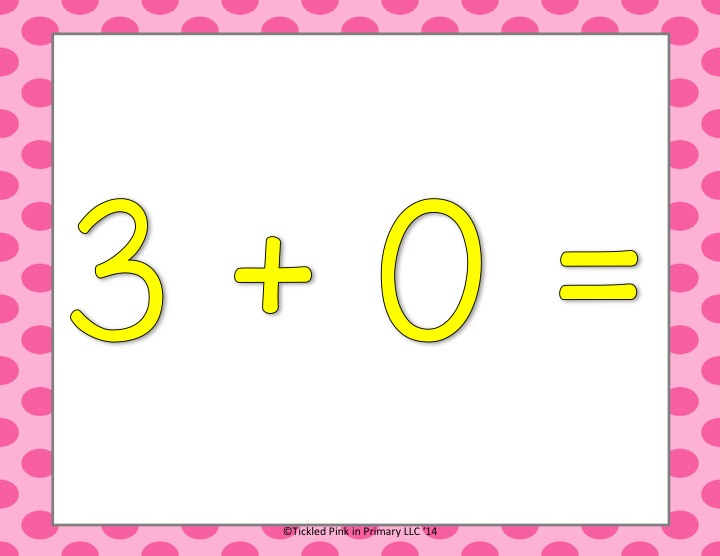 3 + 0 =
©Tickled Pink in Primary LLC ‘14